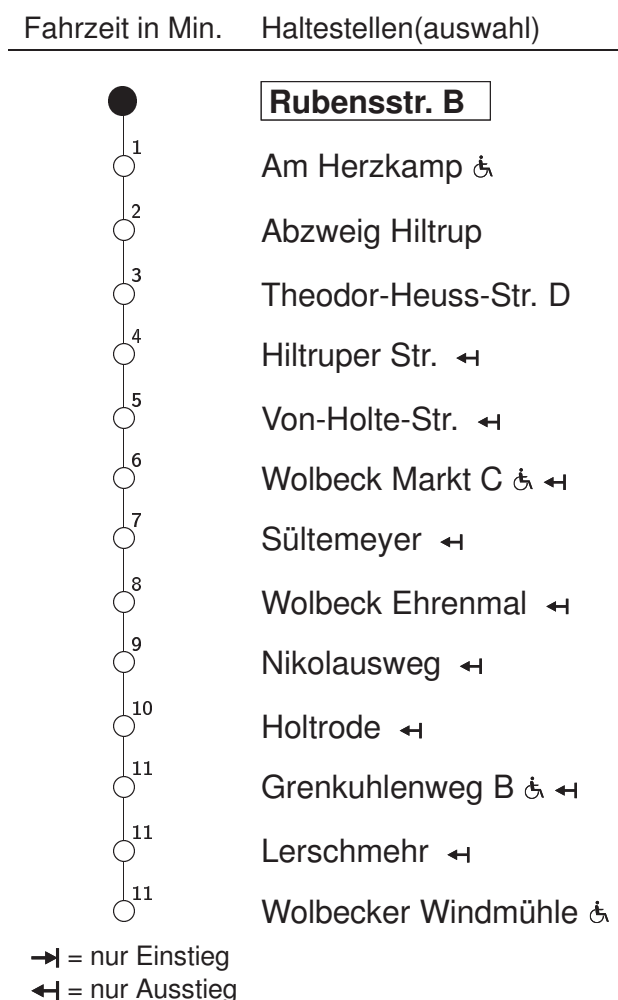 Fahrzeit in Min. Haltestellen(auswahl)
Rubensstr. B
1 Am Herzkamp
2 Abzweig Hiltrup
3 Theodor-Heuss-Str. D
4 Hiltruper Str.
5 Von-Holte-Str.
6 Wolbeck Markt C
7 Sültemeyer
8 Wolbeck Ehrenmal
9 Nikolausweg
10 Holtrode
11 Grenkuhlenweg B
11 Lerschmehr
11 Wolbecker Windmühle
= nur Einstieg
= nur Ausstieg